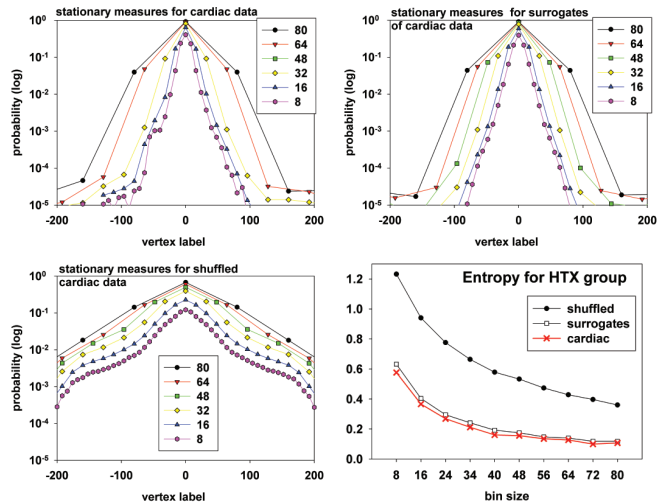 stationary measures for cardiac data
probability (log)
10⁰
10⁻¹
10⁻²
10⁻³
10⁻⁴
10⁻⁵
80
64
48
32
16
8
-200 -100 0 100 200
vertex label
stationary measures for surrogates
of cardiac data
probability (log)
10⁰
10⁻¹
10⁻²
10⁻³
10⁻⁴
10⁻⁵
80
64
48
32
16
8
-200 -100 0 100 200
vertex label
stationary measures for shuffled
cardiac data
probability (log)
10⁰
10⁻¹
10⁻²
10⁻³
10⁻⁴
10⁻⁵
80
64
48
32
16
8
-200 -100 0 100 200
vertex label
Entropy for HTX group
shuffled
surrogates
cardiac
1.2
1.0
0.8
0.6
0.4
0.2
0.0
8 16 24 34 40 48 56 64 72 80
bin size